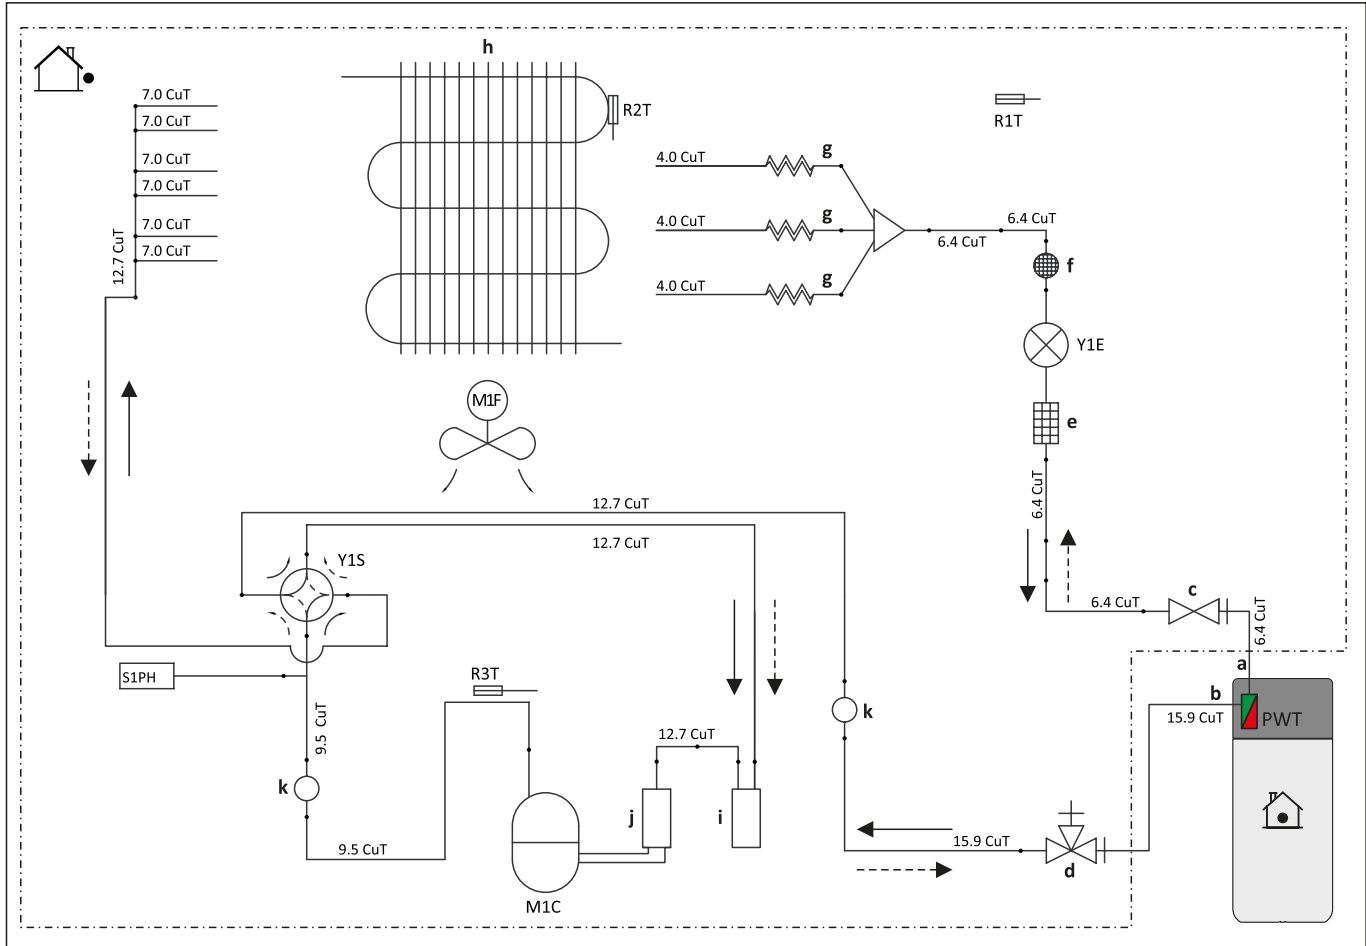 h
7.0 CuT
7.0 CuT
7.0 CuT
7.0 CuT
7.0 CuT
7.0 CuT
12.7 CuT
R2T
R1T
4.0 CuT
g
4.0 CuT
g
4.0 CuT
g
6.4 CuT
6.4 CuT
f
Y1E
e
6.4 CuT
M1F
12.7 CuT
12.7 CuT
Y1S
6.4 CuT
c
6.4 CuT
a
b
15.9 CuT
PWT
S1PH
R3T
9.5 CuT
k
k
12.7 CuT
j
i
9.5 CuT
15.9 CuT
d
M1C